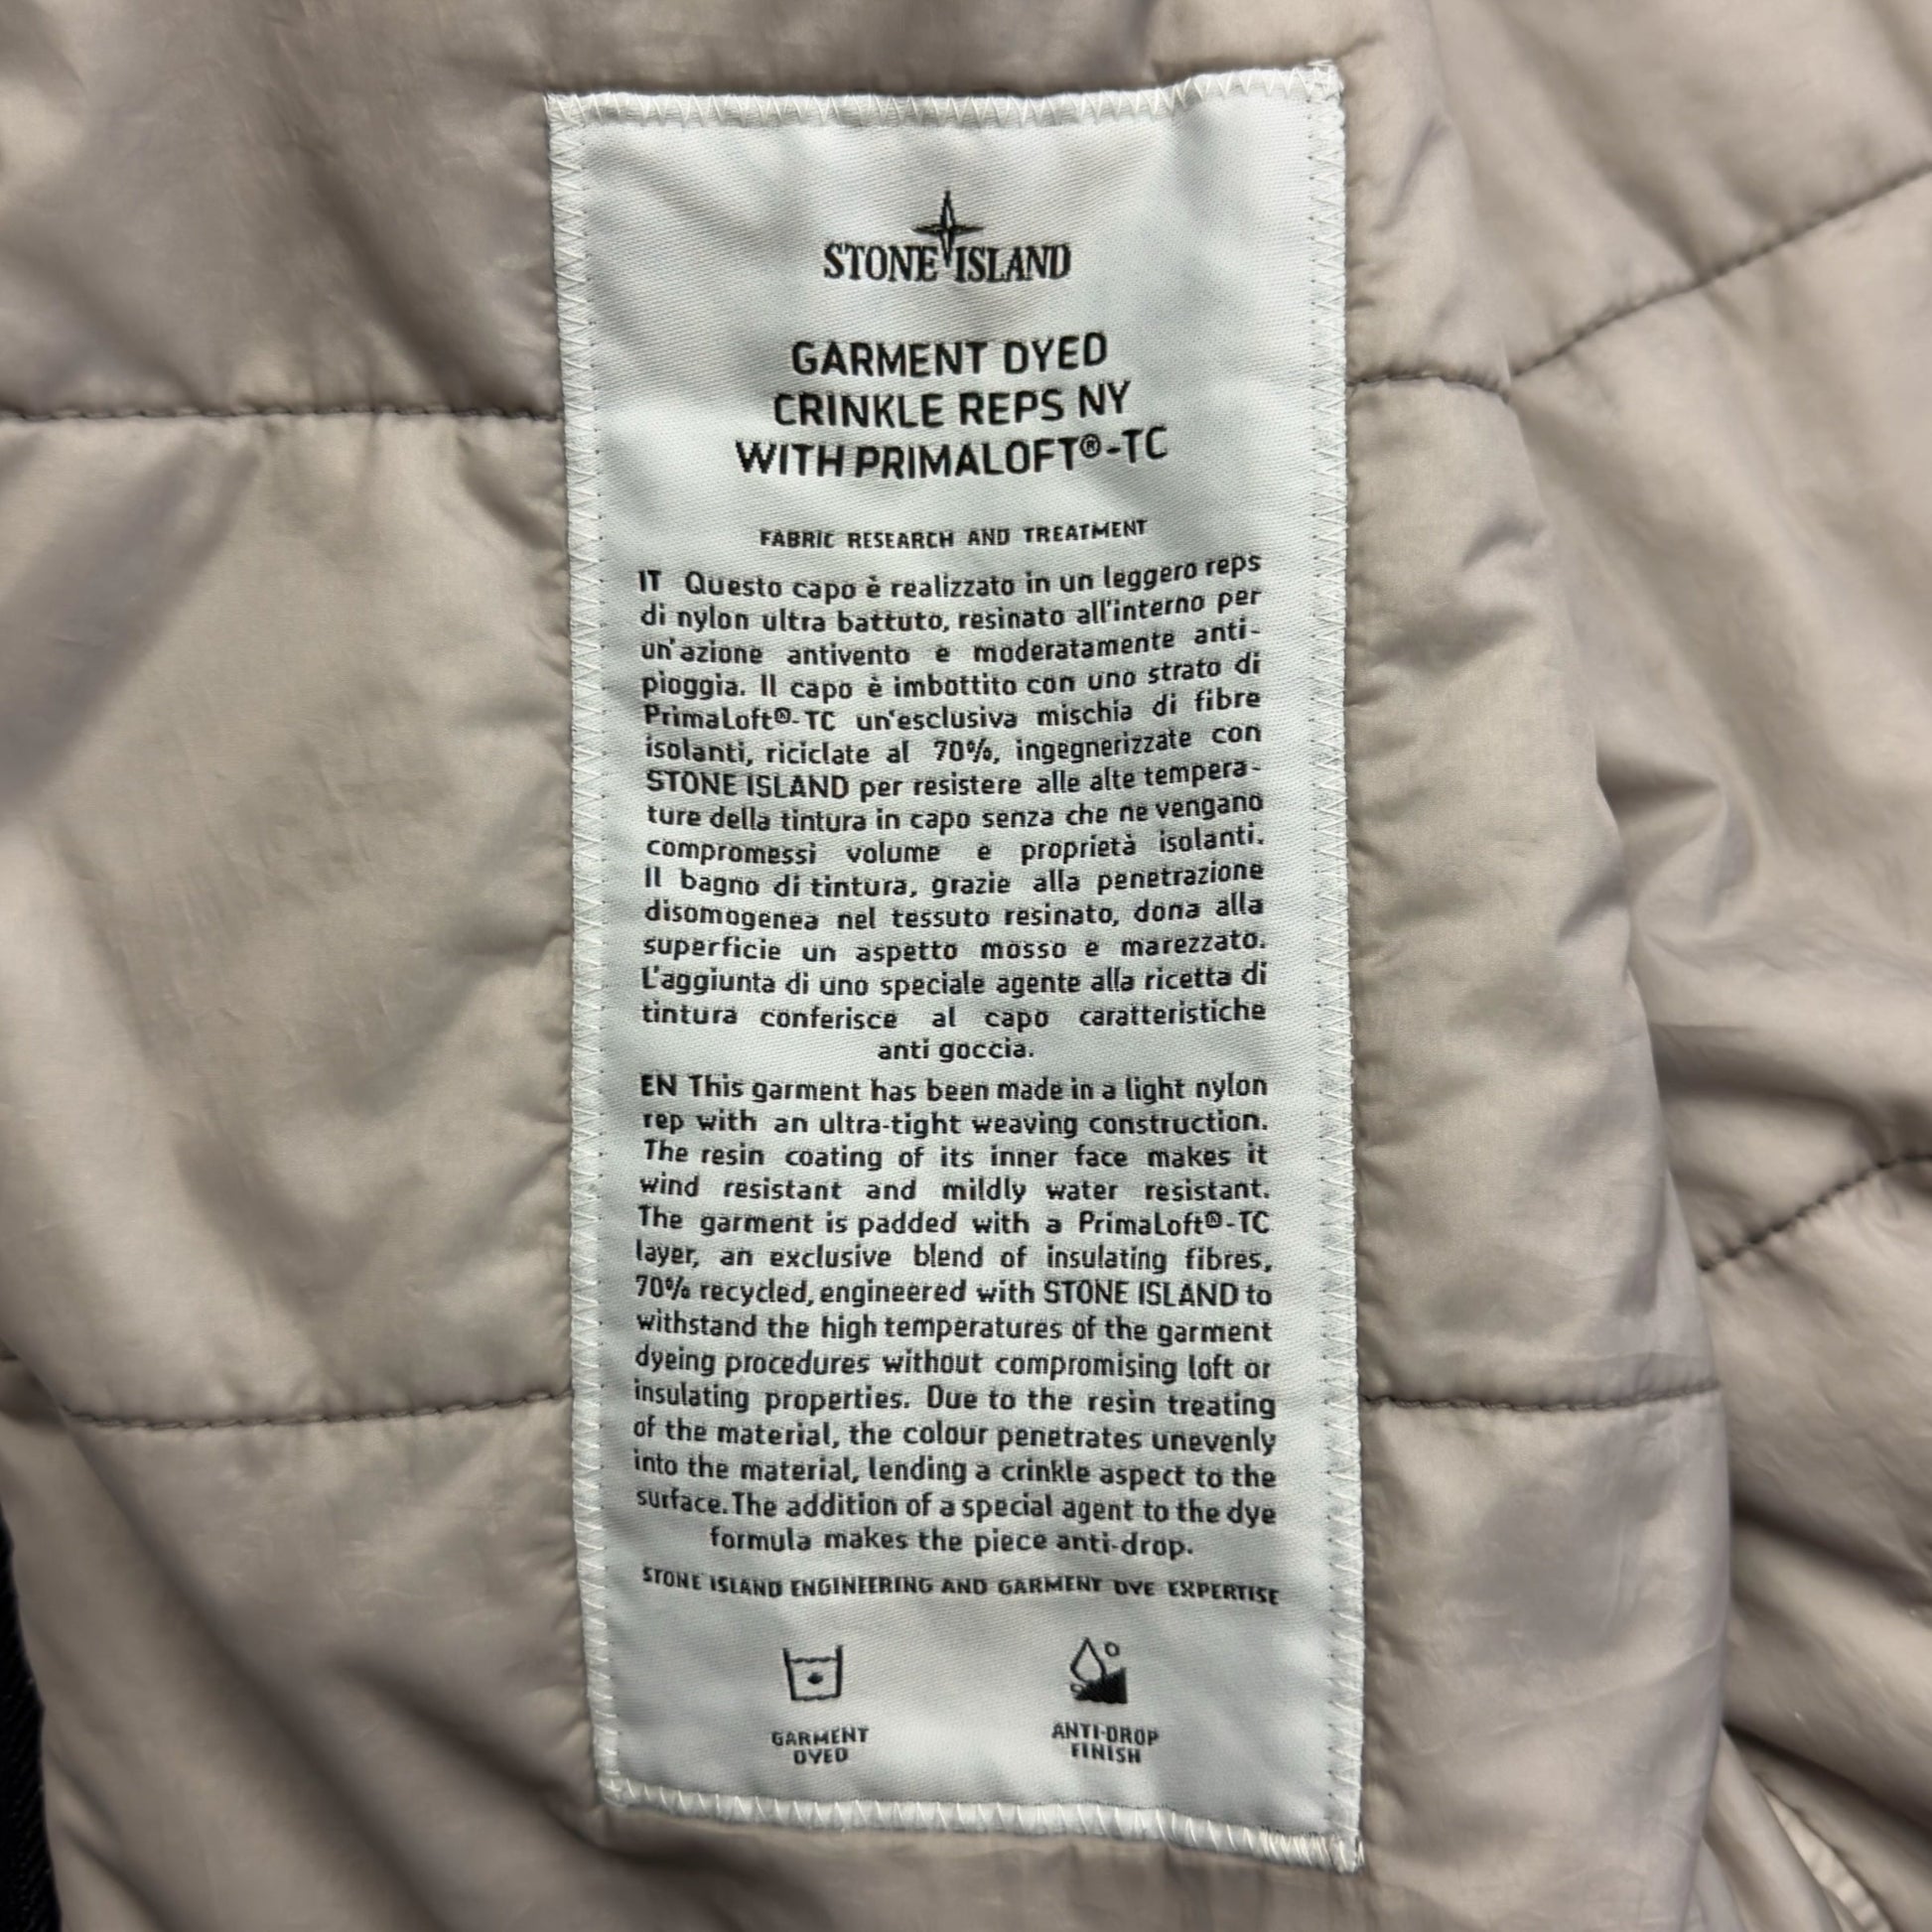 STONE ISLAND
GARMENT DYED
CRINKLE REPS NY
WITH PRIMALOFT®-TC
FABRIC RESEARCH AND TREATMENT
IT Questo capo è realizzato in un leggero reps
di nylon ultra battuto, resinato all'interno per
un'azione antivento e moderatamente anti-
pioggia. Il capo è imbottito con uno strato di
PrimaLoft®-TC un'esclusiva mischia di fibre
isolanti, riciclate al 70%, ingegnerizzate con
STONE ISLAND per resistere alle alte tempera-
ture della tintura in capo senza che ne vengano
compromessi volume e proprietà isolanti.
Il bagno di tintura, grazie alla penetrazione
disomogenea nel tessuto resinato, dona alla
superficie un aspetto mosso e marezzato.
L'aggiunta di uno speciale agente alla ricetta di
tintura conferisce al capo caratteristiche
anti goccia.
EN This garment has been made in a light nylon
rep with an ultra-tight weaving construction.
The resin coating of its inner face makes it
wind resistant and mildly water resistant.
The garment is padded with a PrimaLoft®-TC
layer, an exclusive blend of insulating fibres,
70% recycled, engineered with STONE ISLAND to
withstand the high temperatures of the garment
dyeing procedures without compromising loft or
insulating properties. Due to the resin treating
of the material, the colour penetrates unevenly
into the material, lending a crinkle aspect to the
surface. The addition of a special agent to the dye
formula makes the piece anti-drop.
STONE ISLAND ENGINEERING AND GARMENT DYE EXPERTISE
GARMENT
DYED
ANTI-DROP
FINISH